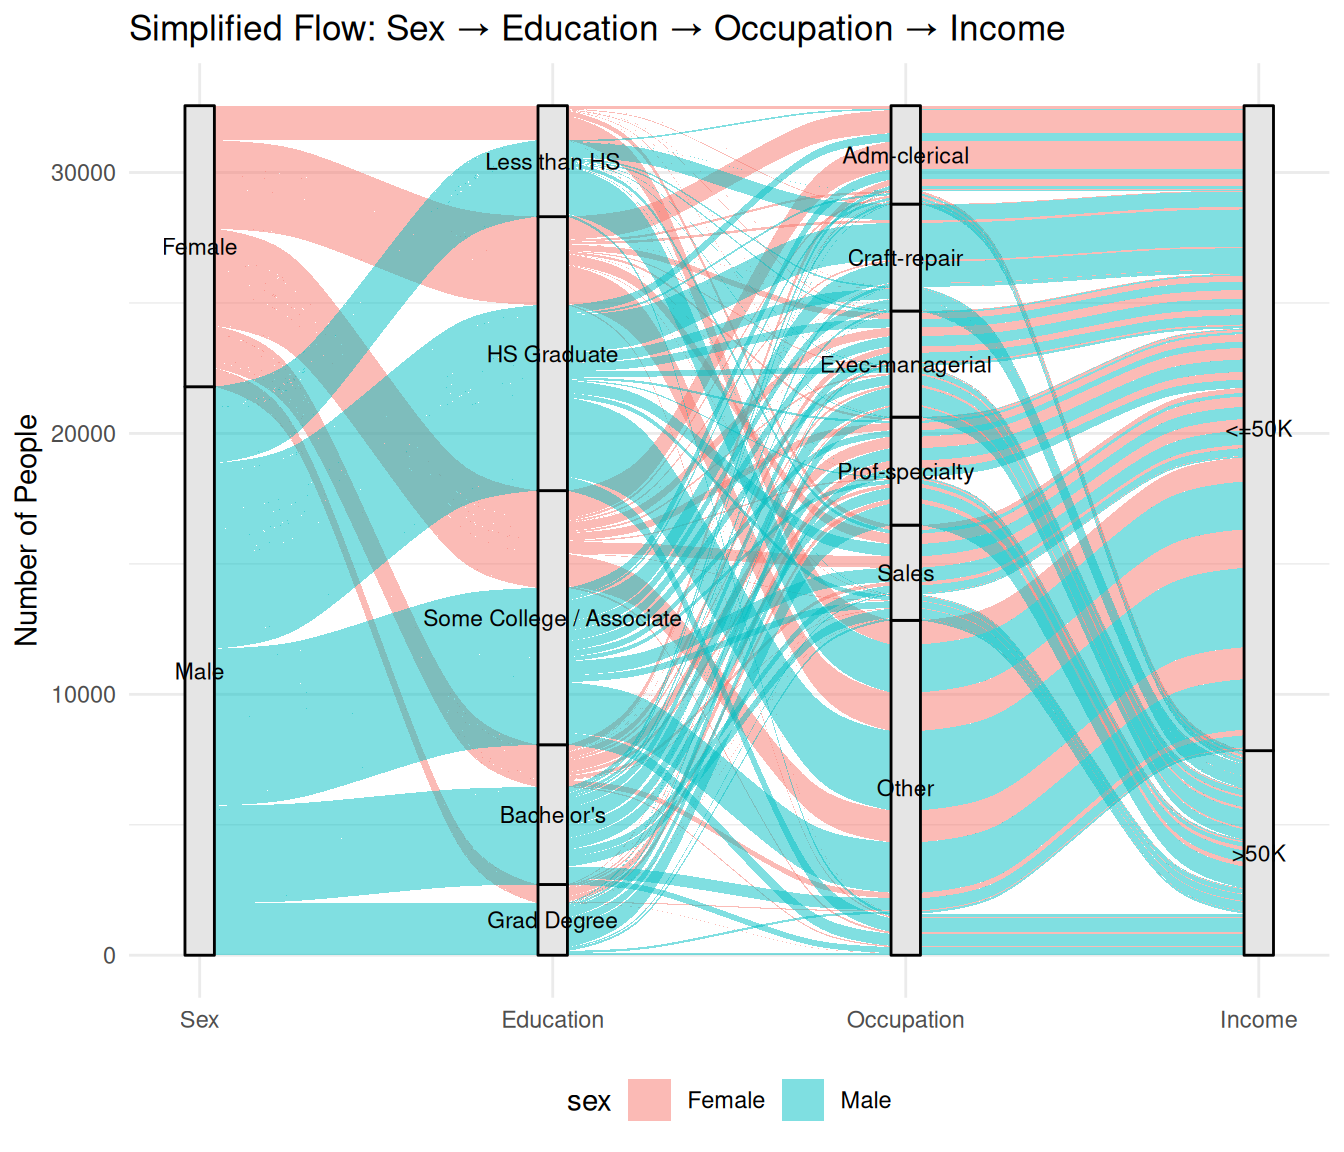 Simplified Flow: Sex → Education → Occupation → Income
Number of People
30000
20000
10000
0
Female
Male
Less than HS
HS Graduate
Some College / Associate
Bachelor's
Grad Degree
Adm-clerical
Craft-repair
Exec-managerial
Prof-specialty
Sales
Other
<=50K
>50K
Sex
Education
Occupation
Income
sex
Female
Male